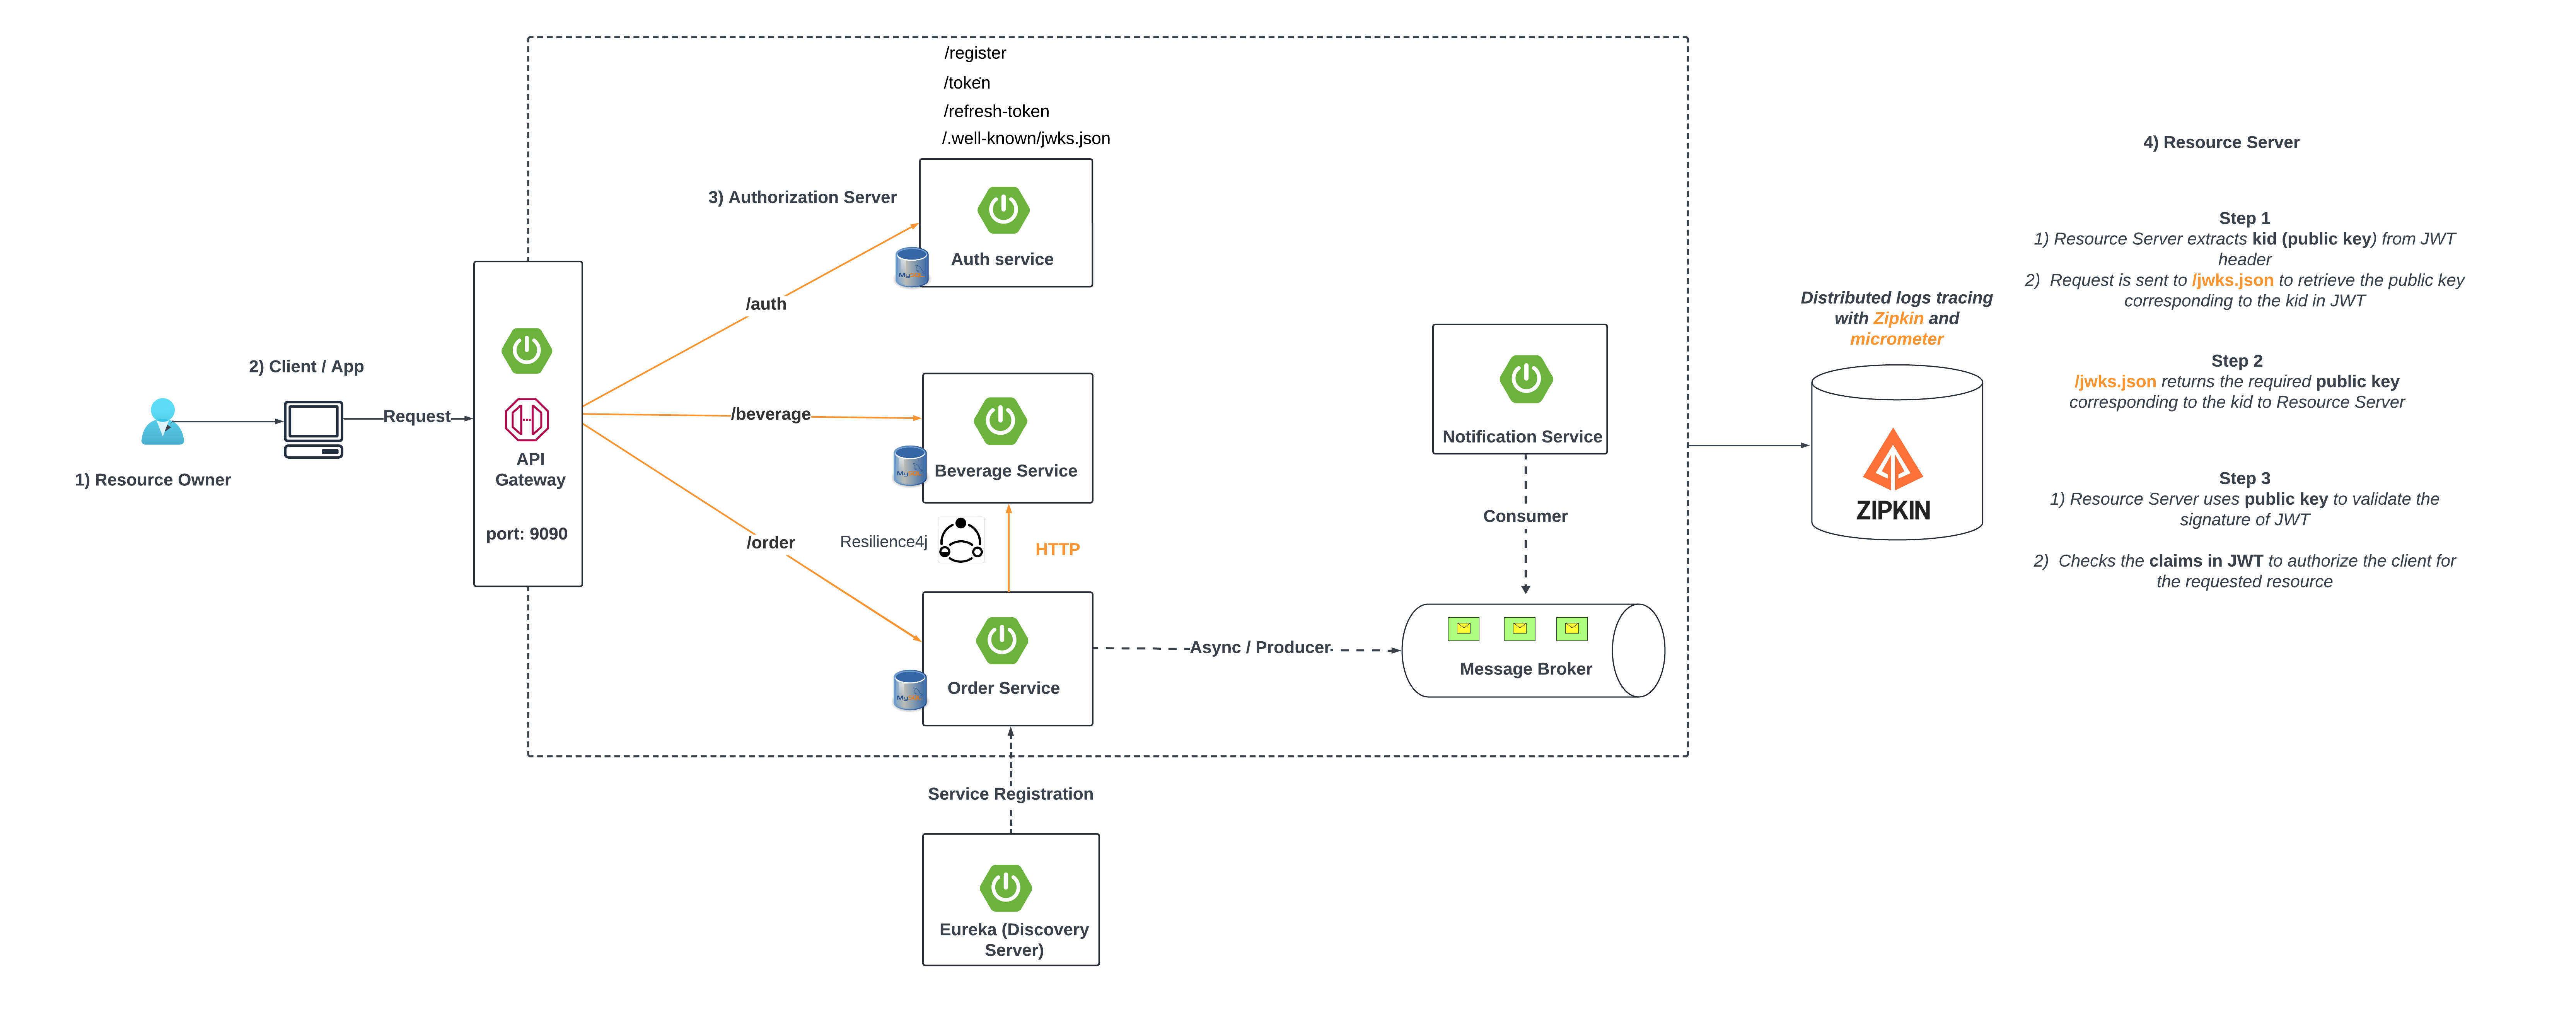 /register
/token
/refresh-token
/.well-known/jwks.json
3) Authorization Server
Auth service
/auth
2) Client / App
Request
1) Resource Owner
API
Gateway
port: 9090
/beverage
Beverage Service
/order
Resilience4j
HTTP
Order Service
Async / Producer
Notification Service
Consumer
Message Broker
Service Registration
Eureka (Discovery
Server)
Distributed logs tracing
with Zipkin and
micrometer
ZIPKIN
4) Resource Server
Step 1
1) Resource Server extracts kid (public key) from JWT
header
2) Request is sent to /jwks.json to retrieve the public key
corresponding to the kid in JWT
Step 2
/jwks.json returns the required public key
corresponding to the kid to Resource Server
Step 3
1) Resource Server uses public key to validate the
signature of JWT
2) Checks the claims in JWT to authorize the client for
the requested resource